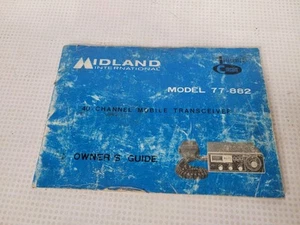 MIDLAND
INTERNATIONAL
MODEL 77-882
40 CHANNEL MOBILE TRANSCEIVER
OWNER'S GUIDE